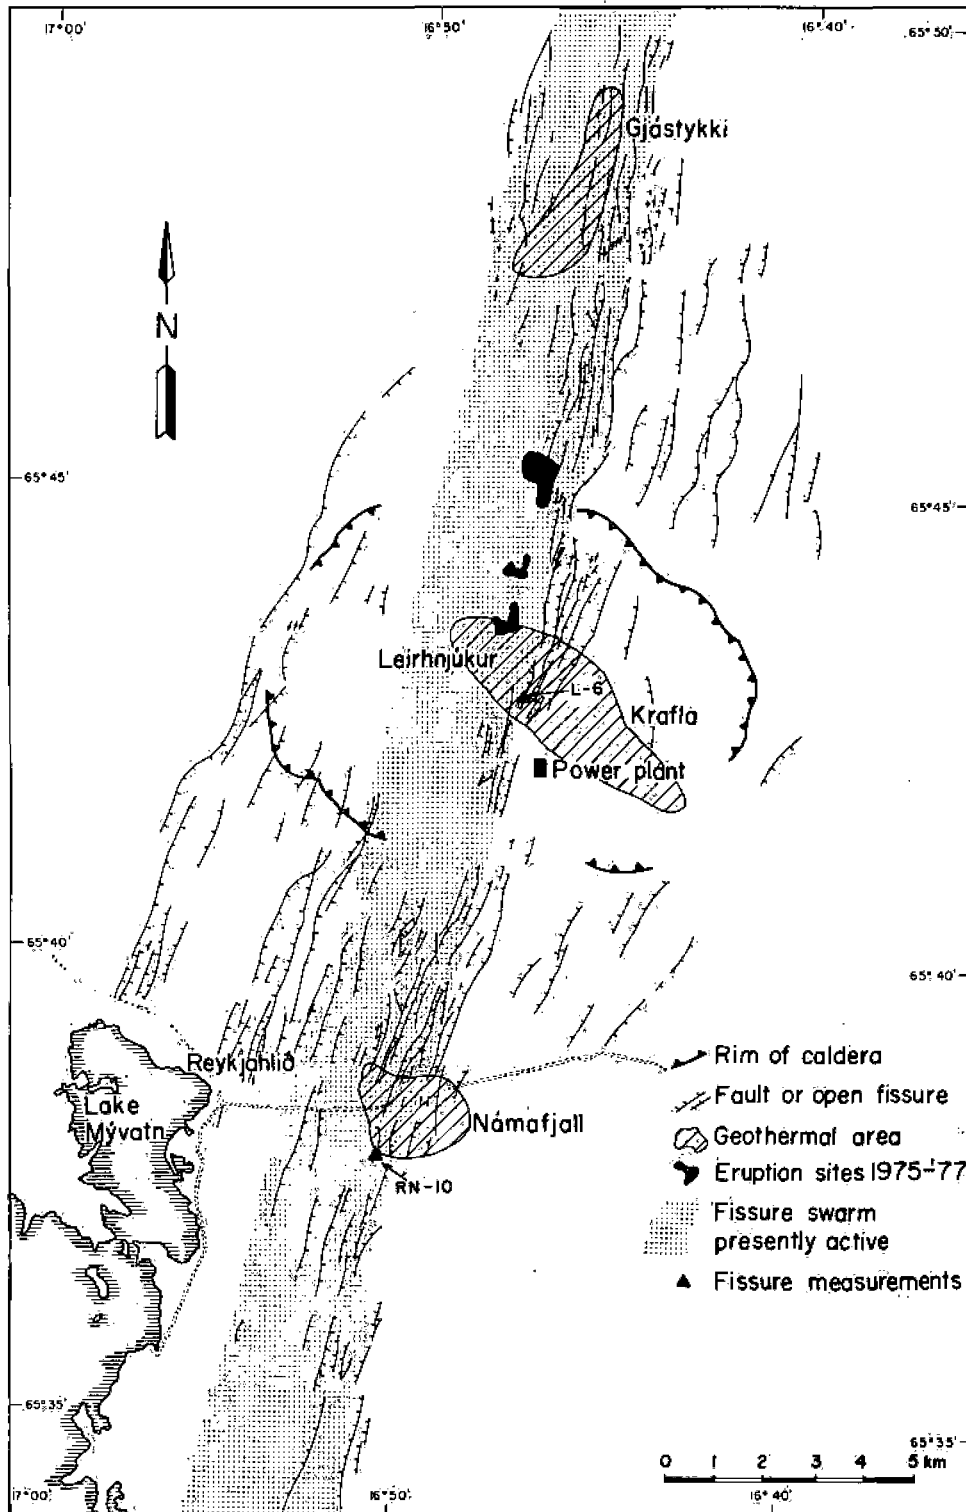 17°00'
16°50'
16°40'
65°50'
Gjástykki
N
65°45'
65°45'
Leirhnjúkur
L-6
Krafla
Power plant
65°40'
65°40'
Reykjahlíð
Rim of caldera
Lake
Mývatn
Fault or open fissure
Námafjall
Geothermal area
RN-10
Eruption sites 1975-'77
Fissure swarm
presently active
Fissure measurements
65°35'
65°35'
0 1 2 3 4 5 km
17°00'
16°50'
16°40'